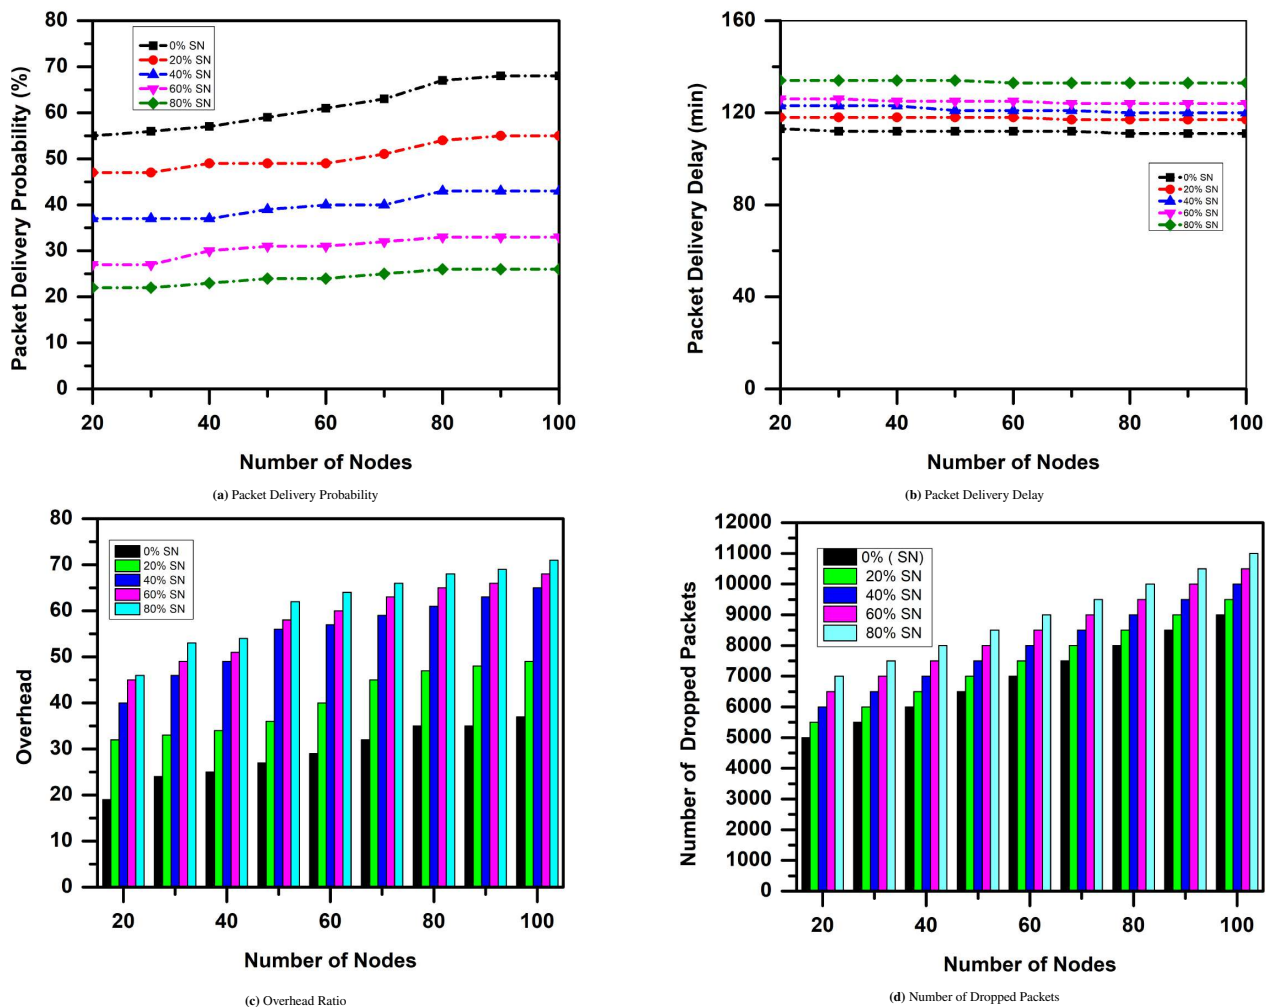 80
70
60
50
40
30
20
10
0
Packet Delivery Probability (%)
0% SN
20% SN
40% SN
60% SN
80% SN
20
40
60
80
100
Number of Nodes
(a) Packet Delivery Probability
160
120
80
40
0
Packet Delivery Delay (min)
0% SN
20% SN
40% SN
60% SN
80% SN
20
40
60
80
100
Number of Nodes
(b) Packet Delivery Delay
80
70
60
50
40
30
20
10
0
Overhead
0% SN
20% SN
40% SN
60% SN
80% SN
20
40
60
80
100
Number of Nodes
(c) Overhead Ratio
12000
11000
10000
9000
8000
7000
6000
5000
4000
3000
2000
1000
0
Number of Dropped Packets
0% ( SN)
20% SN
40% SN
60% SN
80% SN
20
40
60
80
100
Number of Nodes
(d) Number of Dropped Packets